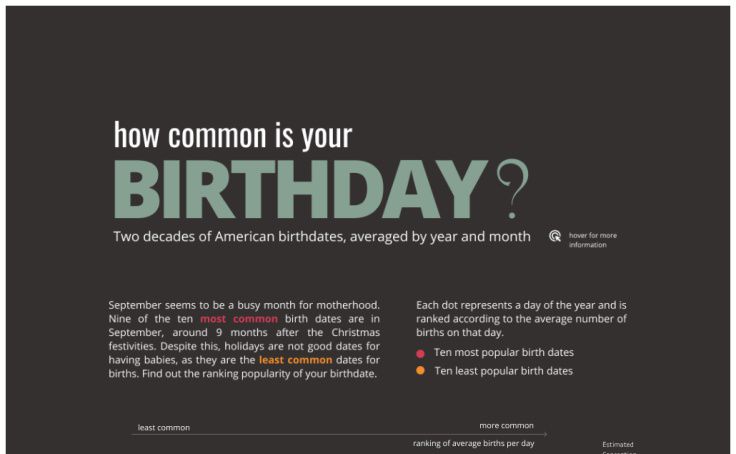 how common is your
BIRTHDAY?
Two decades of American birthdates, averaged by year and month
hover for more
information
September seems to be a busy month for motherhood.
Nine of the ten most common birth dates are in
September, around 9 months after the Christmas
festivities. Despite this, holidays are not good dates for
having babies, as they are the least common dates for
births. Find out the ranking popularity of your birthdate.
Each dot represents a day of the year and is
ranked according to the average number of
births on that day.
Ten most popular birth dates
Ten least popular birth dates
least common
more common
ranking of average births per day
Estimated